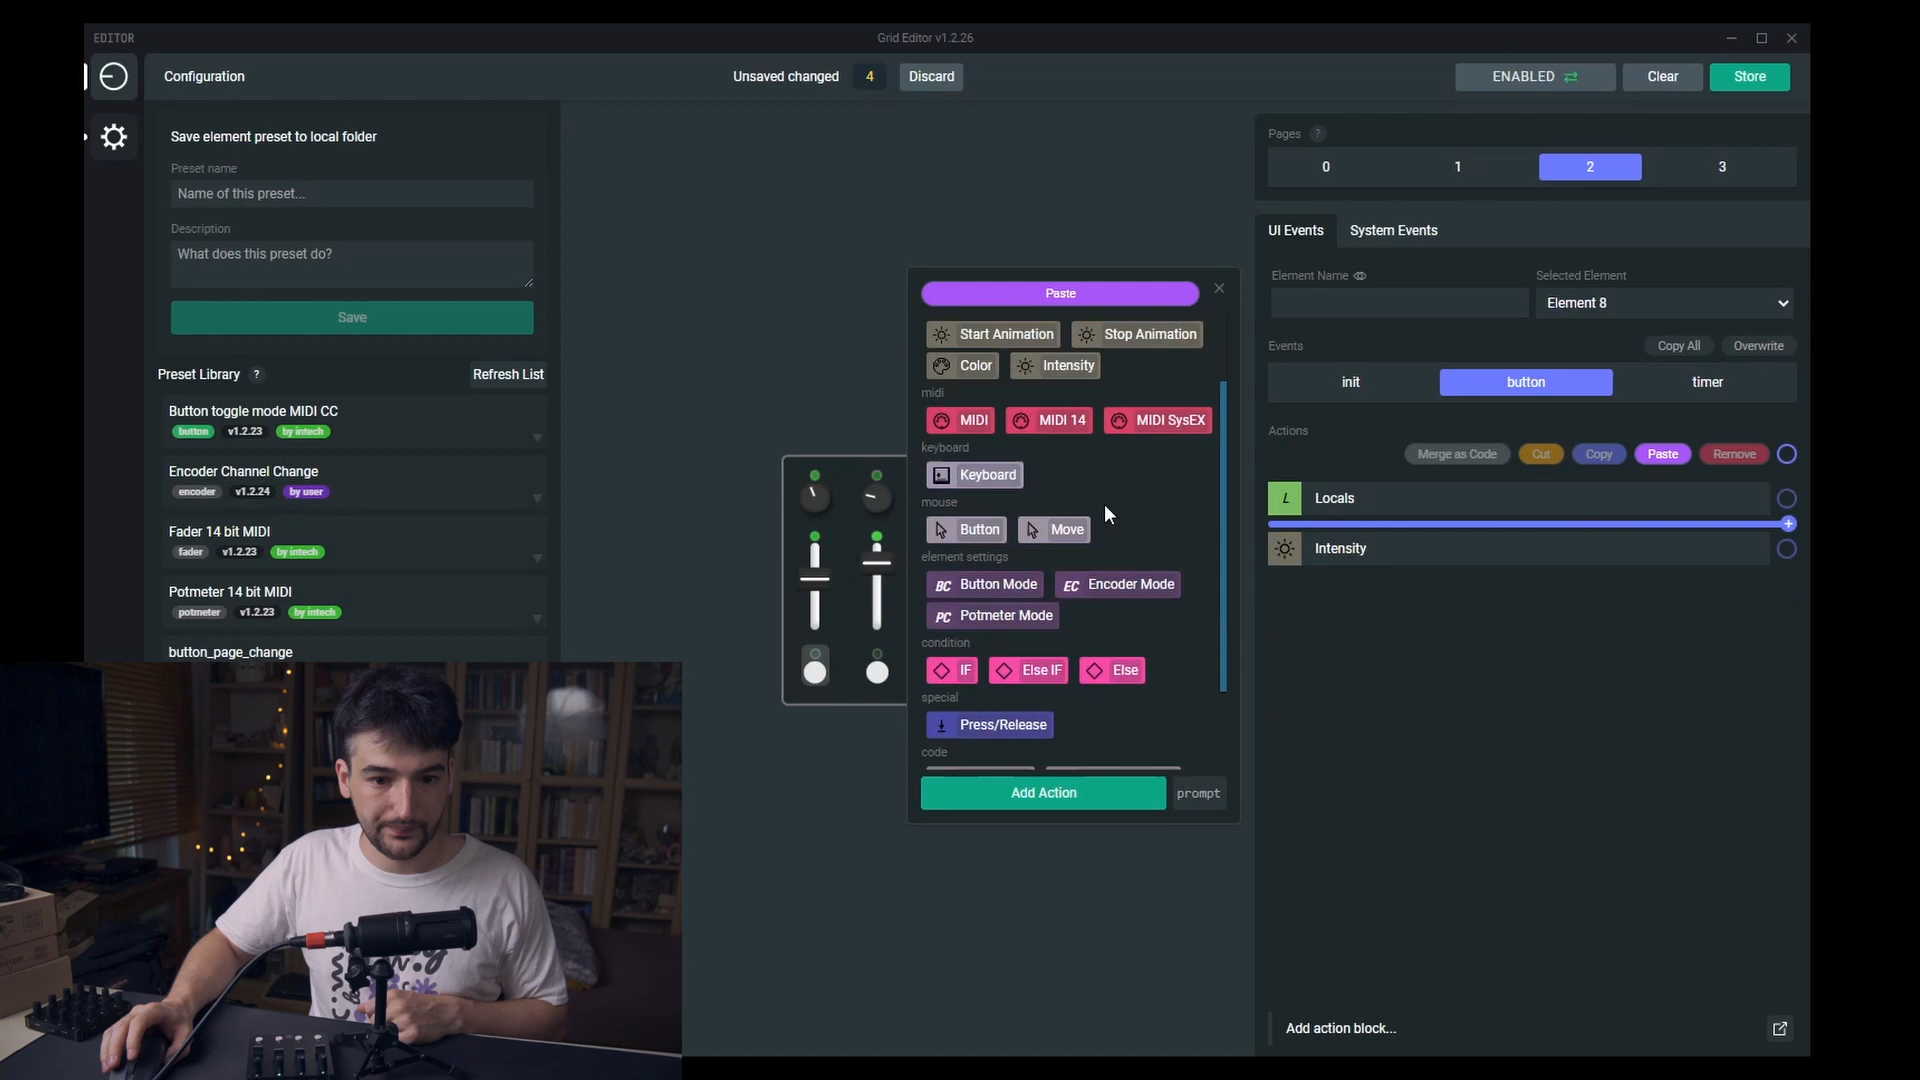 EDITOR
Grid Editor v1.2.26
Configuration
Unsaved changed 4 Discard
ENABLED Clear Store
Save element preset to local folder
Preset name
Name of this preset...
Description
What does this preset do?
Save
Preset Library ? Refresh List
Button toggle mode MIDI CC
button v1.2.23 by intech
Encoder Channel Change
encoder v1.2.24 by user
Fader 14 bit MIDI
fader v1.2.23 by intech
Potmeter 14 bit MIDI
potmeter v1.2.23 by intech
button_page_change
Paste
Start Animation Stop Animation
Color Intensity
midi
MIDI MIDI 14 MIDI SysEX
keyboard
Keyboard
mouse
Button Move
element settings
BC Button Mode EC Encoder Mode
PC Potmeter Mode
condition
IF Else IF Else
special
Press/Release
code
Add Action prompt
Pages ?
0 1 2 3
UI Events System Events
Element Name Selected Element
Element 8
Events Copy All Overwrite
init button timer
Actions
Merge as Code Cut Copy Paste Remove
L Locals
+
Intensity
Add action block...